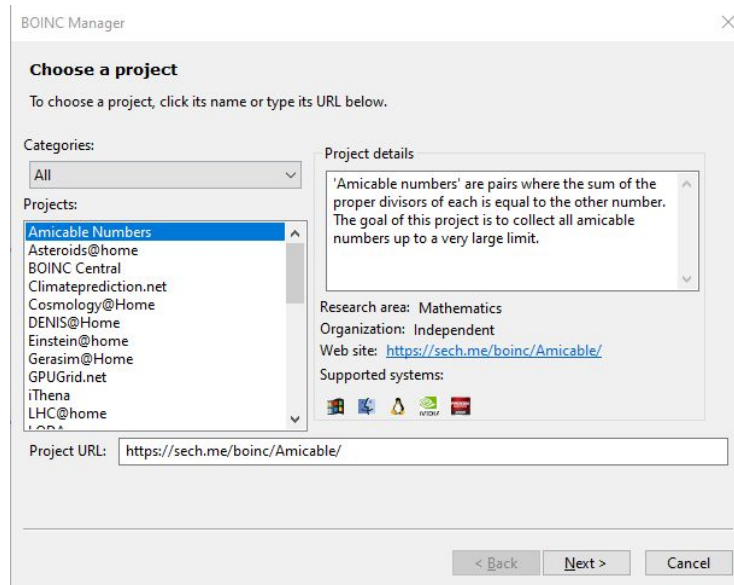 BOINC Manager
Choose a project
To choose a project, click its name or type its URL below.
Categories:
All
Projects:
Amicable Numbers
Asteroids@home
BOINC Central
Climateprediction.net
Cosmology@Home
DENIS@Home
Einstein@home
Gerasim@Home
GPUGrid.net
iThena
LHC@home
Project details
'Amicable numbers' are pairs where the sum of the
proper divisors of each is equal to the other number.
The goal of this project is to collect all amicable
numbers up to a very large limit.
Research area: Mathematics
Organization: Independent
Web site: https://sech.me/boinc/Amicable/
Supported systems:
NVIDIA
Project URL: https://sech.me/boinc/Amicable/
< Back
Next >
Cancel